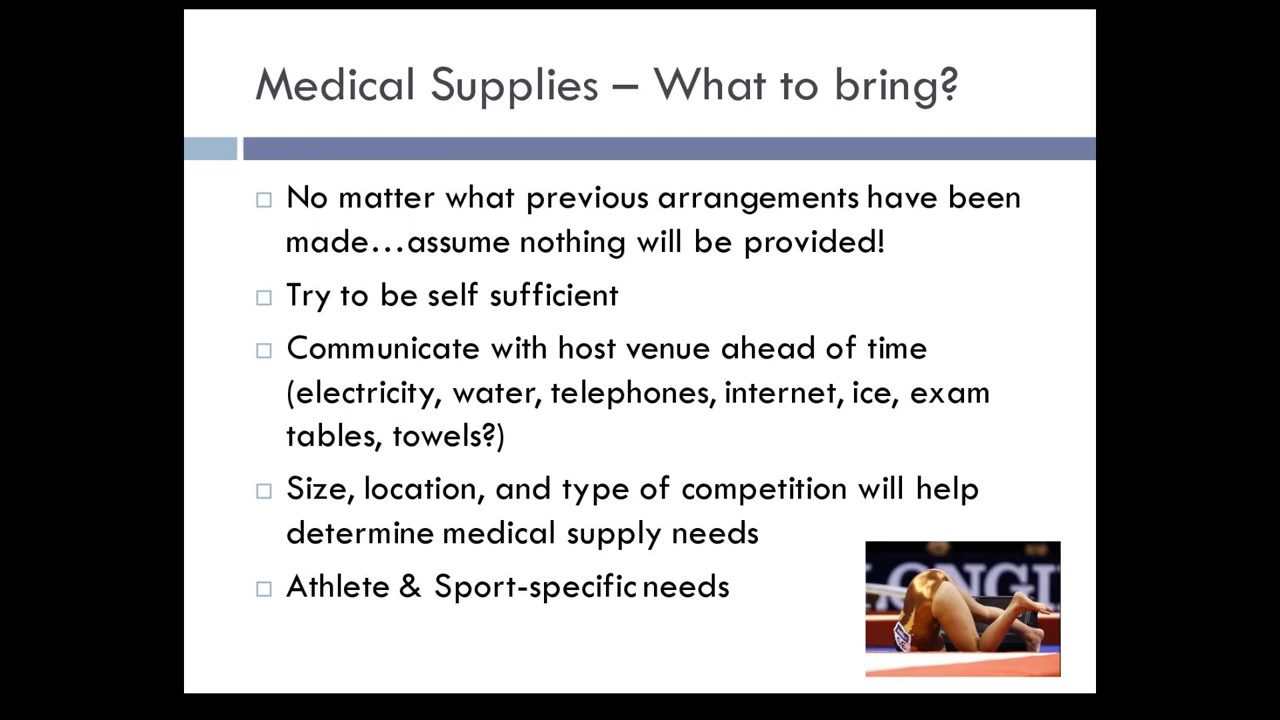 Medical Supplies – What to bring?
No matter what previous arrangements have been
made...assume nothing will be provided!
Try to be self sufficient
Communicate with host venue ahead of time
(electricity, water, telephones, internet, ice, exam
tables, towels?)
Size, location, and type of competition will help
determine medical supply needs
Athlete & Sport-specific needs